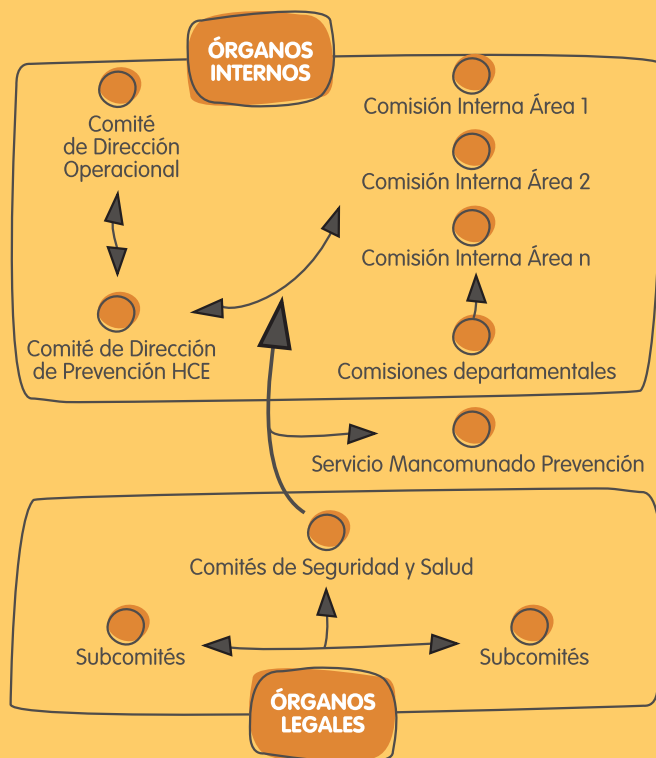 ÓRGANOS
INTERNOS
Comité
de Dirección
Operacional
Comité de Dirección
de Prevención HCE
Comisión Interna Área 1
Comisión Interna Área 2
Comisión Interna Área n
Comisiones departamentales
Servicio Mancomunado Prevención
Comités de Seguridad y Salud
Subcomités
Subcomités
ÓRGANOS
LEGALES